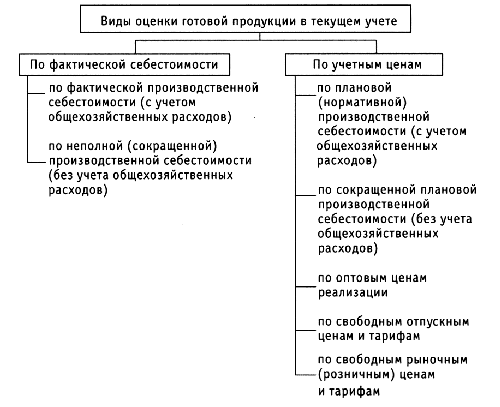 Виды оценки готовой продукции в текущем учете
По фактической себестоимости
по фактической производственной
себестоимости (с учетом
общехозяйственных расходов)
по неполной (сокращенной)
производственной себестоимости
(без учета общехозяйственных
расходов)
По учетным ценам
по плановой
(нормативной)
производственной
себестоимости (с учетом
общехозяйственных
расходов)
по сокращенной плановой
производственной
себестоимости (без учета
общехозяйственных
расходов)
по оптовым ценам
реализации
по свободным отпускным
ценам и тарифам
по свободным рыночным
(розничным) ценам
и тарифам